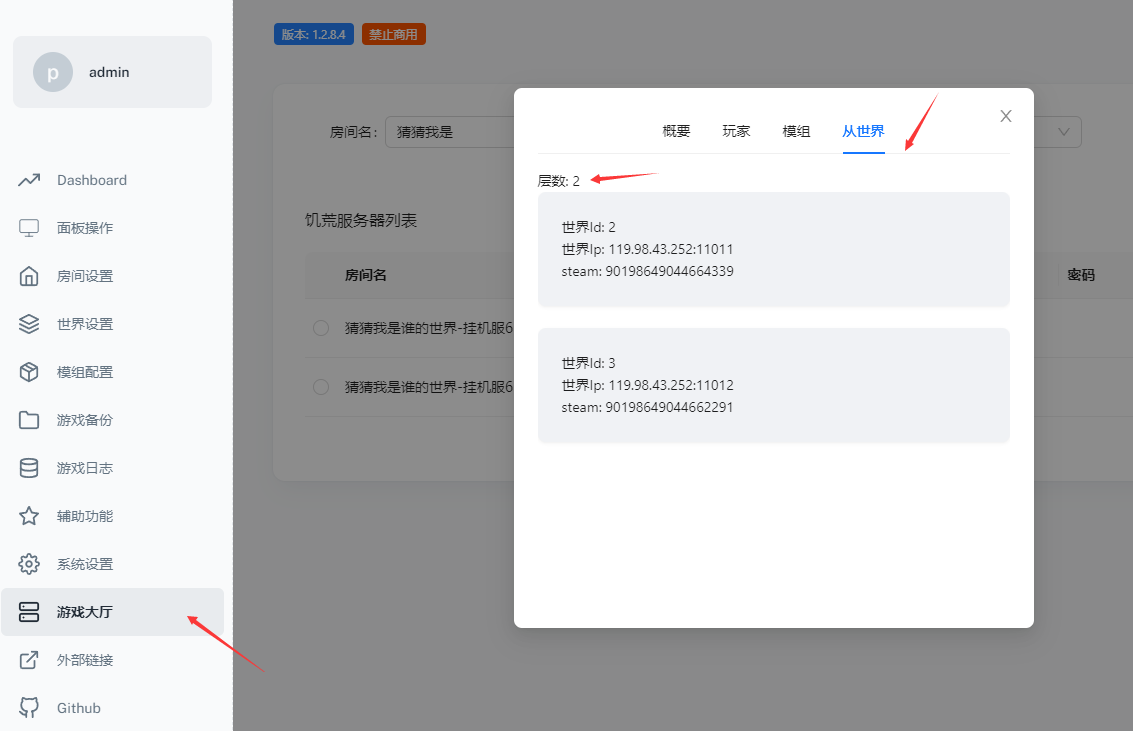 p
admin
Dashboard
面板操作
房间设置
世界设置
模组配置
游戏备份
游戏日志
辅助功能
系统设置
游戏大厅
外部链接
Github
版本: 1.2.8.4
禁止商用
房间名: 猜猜我是
饥荒服务器列表
房间名
密码
猜猜我是谁的世界-挂机服6
猜猜我是谁的世界-挂机服6
概要
玩家
模组
从世界
层数: 2
世界Id: 2
世界Ip: 119.98.43.252:11011
steam: 90198649044664339
世界Id: 3
世界Ip: 119.98.43.252:11012
steam: 90198649044662291